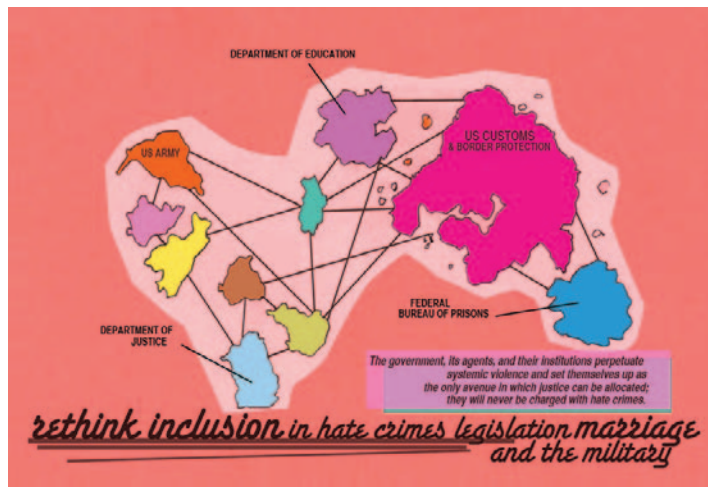 DEPARTMENT OF EDUCATION
US ARMY
US CUSTOMS
& BORDER PROTECTION
FEDERAL
BUREAU OF PRISONS
DEPARTMENT OF
JUSTICE
The government, its agents, and their institutions perpetuate
systemic violence and set themselves up as
the only avenue in which justice can be allocated;
they will never be charged with hate crimes.
rethink inclusion in hate crimes legislation marriage
and the military